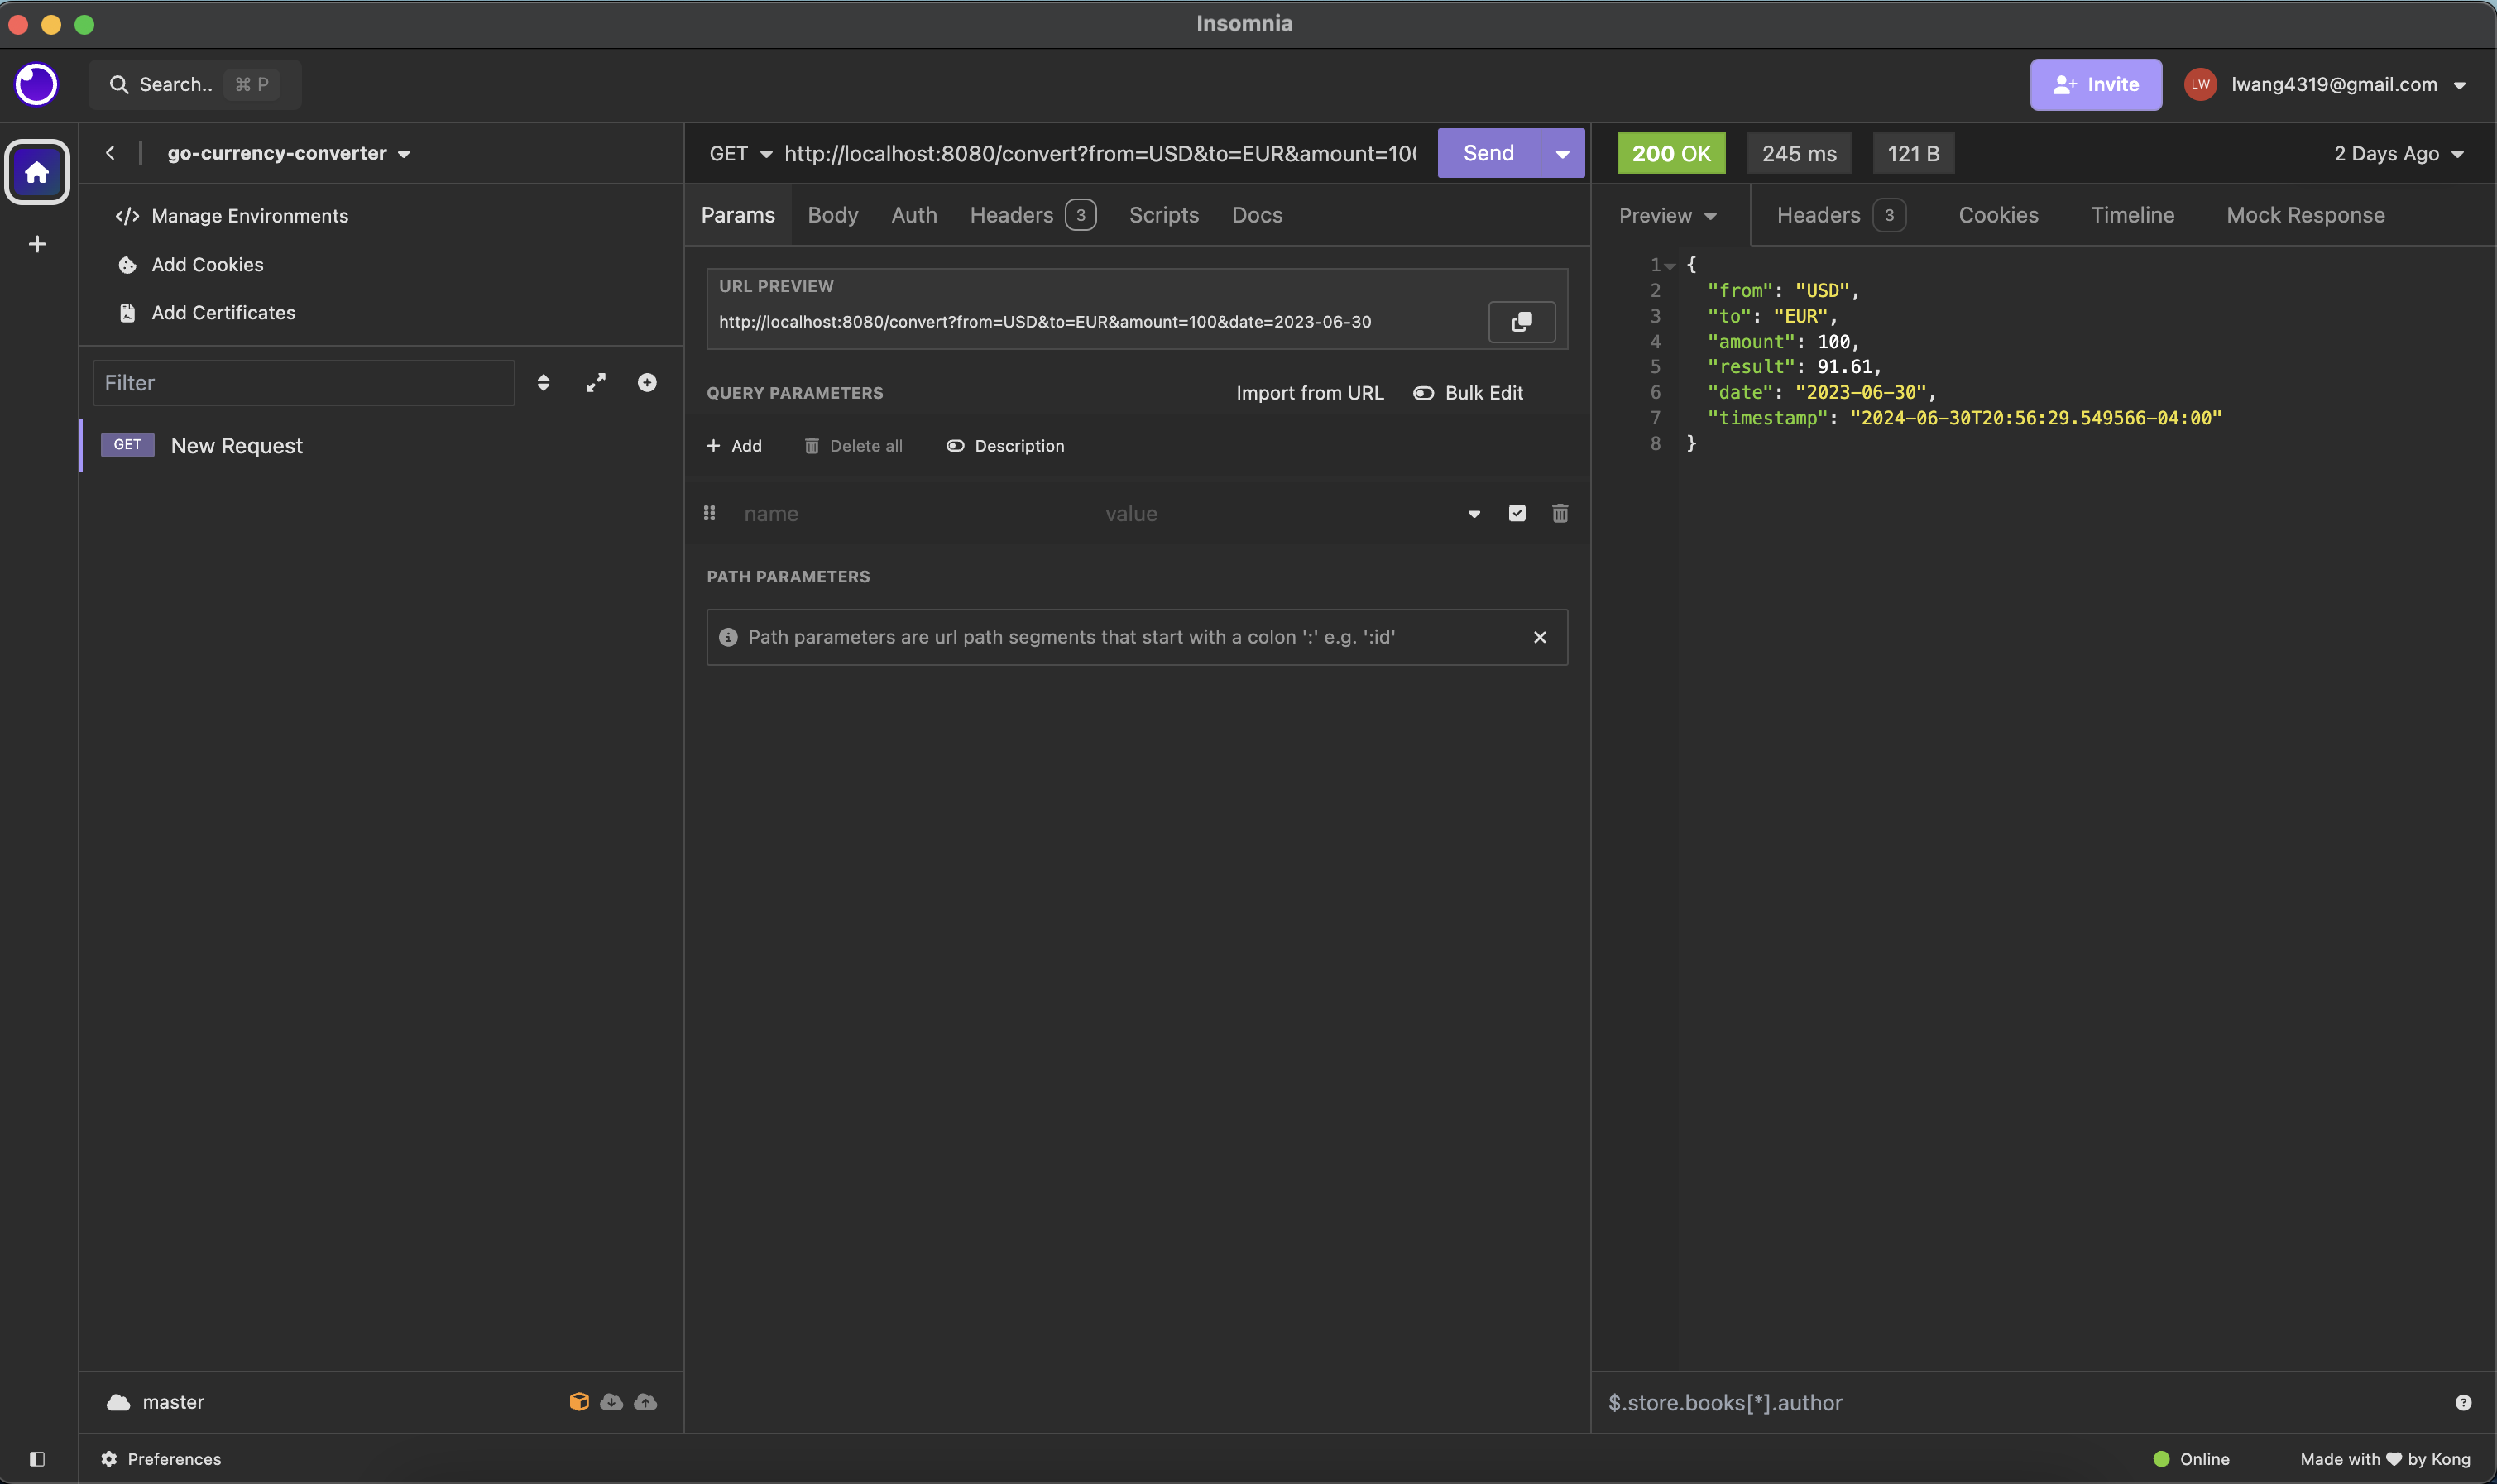 Insomnia
Search.. ⌘ P
Invite
LW
lwang4319@gmail.com
go-currency-converter
Manage Environments
Add Cookies
Add Certificates
Filter
GET New Request
master
Preferences
GET http://localhost:8080/convert?from=USD&to=EUR&amount=10
Send
Params Body Auth Headers 3 Scripts Docs
URL PREVIEW
http://localhost:8080/convert?from=USD&to=EUR&amount=100&date=2023-06-30
QUERY PARAMETERS Import from URL Bulk Edit
+ Add Delete all Description
name value
PATH PARAMETERS
Path parameters are url path segments that start with a colon ':' e.g. ':id'
200 OK 245 ms 121 B 2 Days Ago
Preview Headers 3 Cookies Timeline Mock Response
1 {
2 "from": "USD",
3 "to": "EUR",
4 "amount": 100,
5 "result": 91.61,
6 "date": "2023-06-30",
7 "timestamp": "2024-06-30T20:56:29.549566-04:00"
8 }
$.store.books[*].author
Online
Made with ♥ by Kong